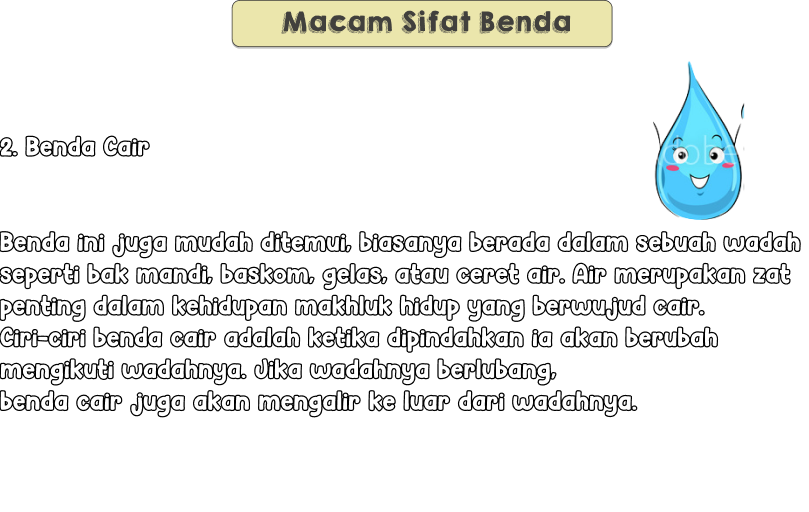 Macam Sifat Benda
2. Benda Cair
Benda ini juga mudah ditemui, biasanya berada dalam sebuah wadah
seperti bak mandi, baskom, gelas, atau ceret air. Air merupakan zat
penting dalam kehidupan makhluk hidup yang berwujud cair.
Ciri-ciri benda cair adalah ketika dipindahkan ia akan berubah
mengikuti wadahnya. Jika wadahnya berlubang,
benda cair juga akan mengalir ke luar dari wadahnya.